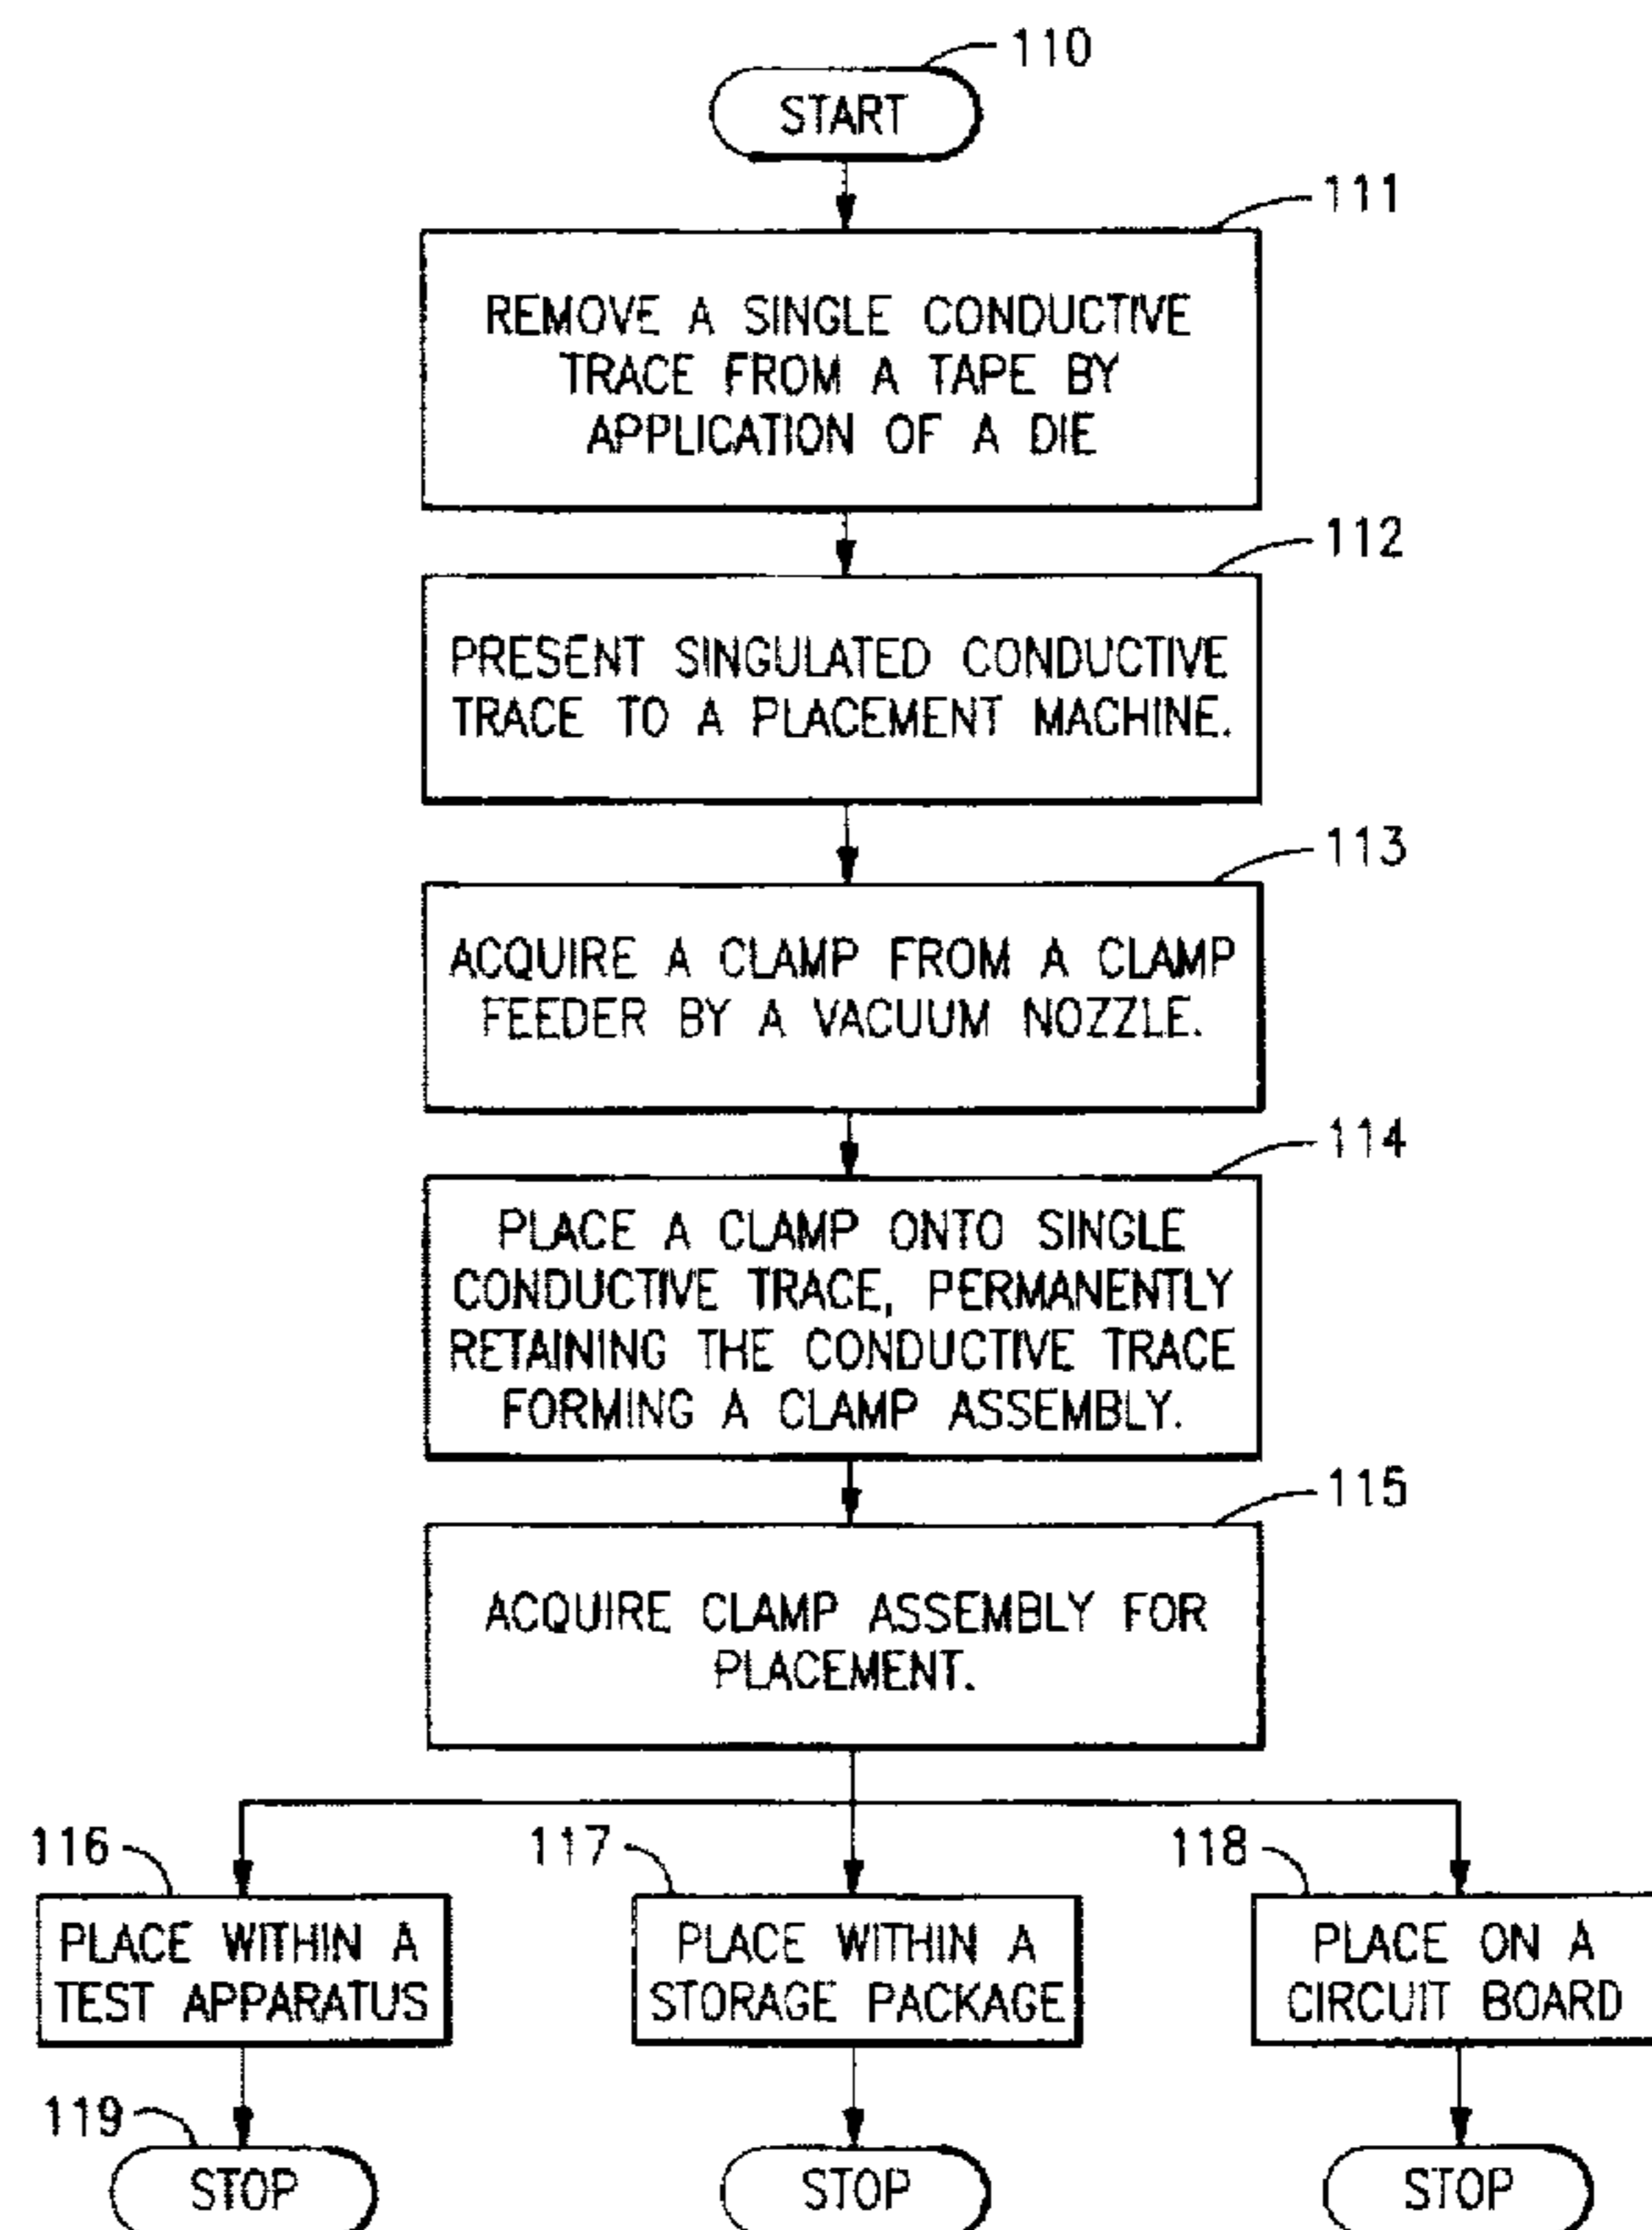 110
START
111
REMOVE A SINGLE CONDUCTIVE
TRACE FROM A TAPE BY
APPLICATION OF A DIE
112
PRESENT SINGULATED CONDUCTIVE
TRACE TO A PLACEMENT MACHINE.
113
ACQUIRE A CLAMP FROM A CLAMP
FEEDER BY A VACUUM NOZZLE.
114
PLACE A CLAMP ONTO SINGLE
CONDUCTIVE TRACE, PERMANENTLY
RETAINING THE CONDUCTIVE TRACE
FORMING A CLAMP ASSEMBLY.
115
ACQUIRE CLAMP ASSEMBLY FOR
PLACEMENT.
116
PLACE WITHIN A
TEST APPARATUS
117
PLACE WITHIN A
STORAGE PACKAGE
118
PLACE ON A
CIRCUIT BOARD
119
STOP
STOP
STOP